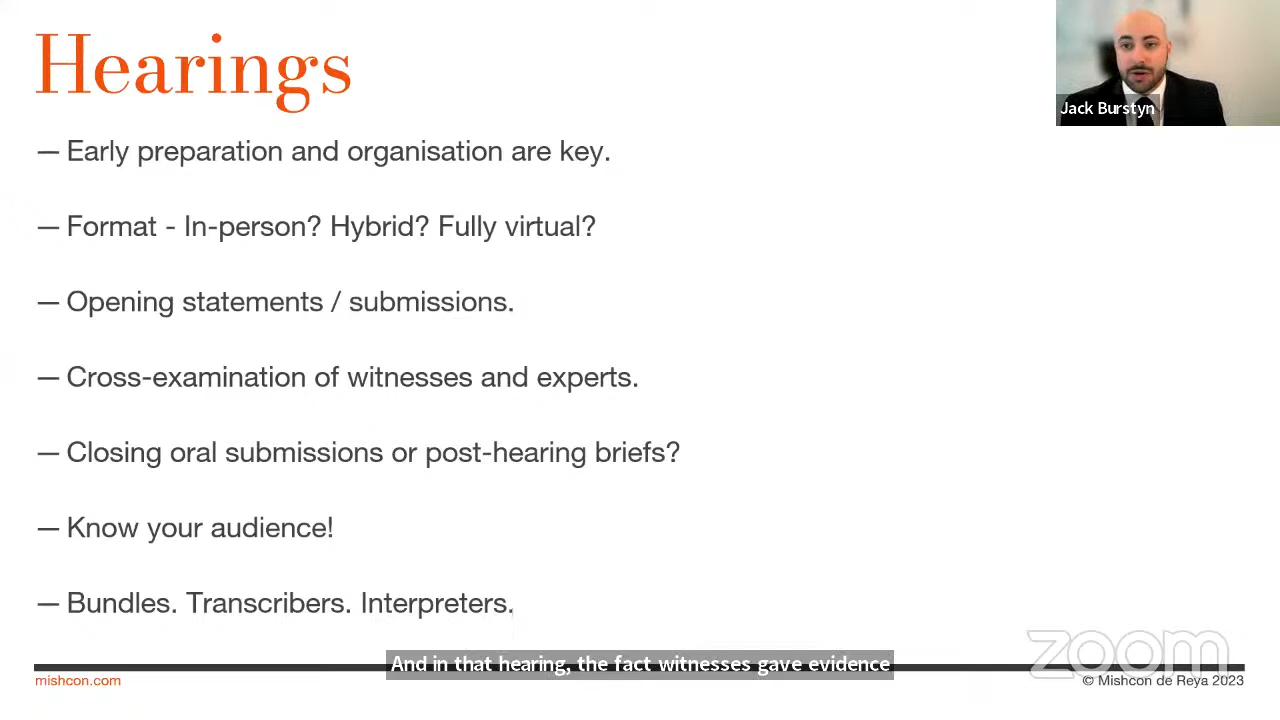 Hearings
Jack Burstyn
— Early preparation and organisation are key.
— Format - In-person? Hybrid? Fully virtual?
— Opening statements / submissions.
— Cross-examination of witnesses and experts.
— Closing oral submissions or post-hearing briefs?
— Know your audience!
— Bundles. Transcribers. Interpreters.
zoom
And in that hearing, the fact witnesses gave evidence
mishcon.com
© Mishcon de Reya 2023